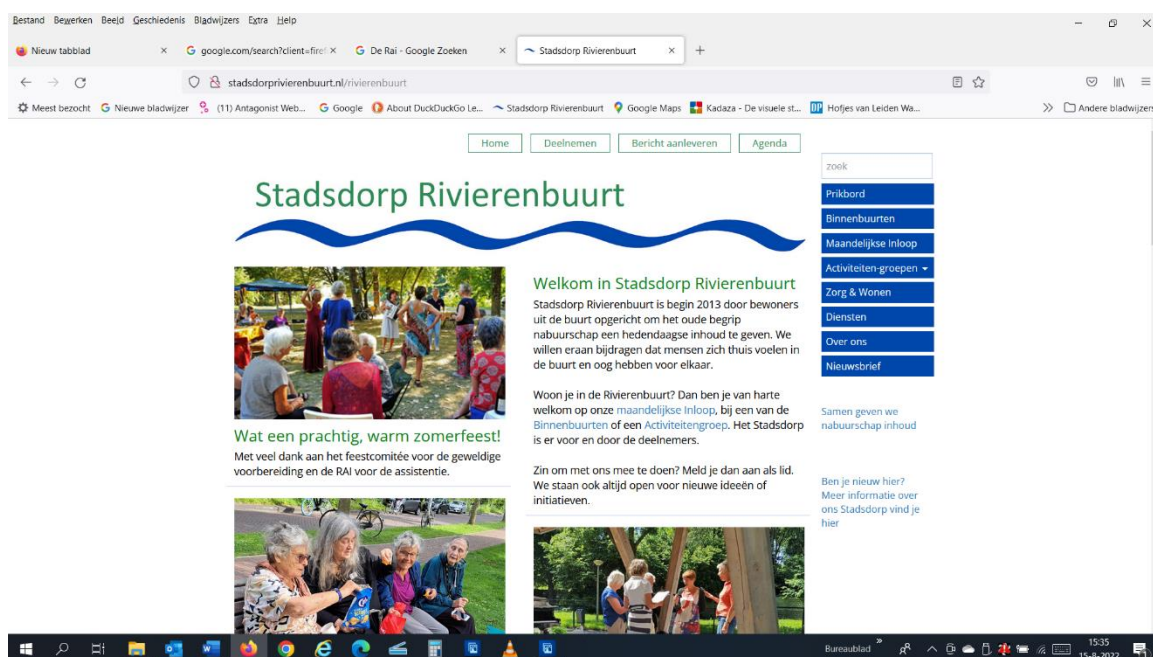 Bestand Bewerken Beeld Geschiedenis Bladwijzers Extra Help
Nieuw tabblad
google.com/search?client=firef
De Rai - Google Zoeken
Stadsdorp Rivierenbuurt
stadsdorprivierenbuurt.nl/rivierenbuurt
Meest bezocht
Nieuwe bladwijzer
(11) Antagonist Web...
Google
About DuckDuckGo Le...
Stadsdorp Rivierenbuurt
Google Maps
Kadaza - De visuele st...
Hofjes van Leiden Wa...
Andere bladwijzers
Home
Deelnemen
Bericht aanleveren
Agenda
Stadsdorp Rivierenbuurt
Wat een prachtig, warm zomerfeest!
Met veel dank aan het feestcomitée voor de geweldige
voorbereiding en de RAI voor de assistentie.
Welkom in Stadsdorp Rivierenbuurt
Stadsdorp Rivierenbuurt is begin 2013 door bewoners
uit de buurt opgericht om het oude begrip
nabuurschap een hedendaagse inhoud te geven. We
willen eraan bijdragen dat mensen zich thuis voelen in
de buurt en oog hebben voor elkaar.
Woon je in de Rivierenbuurt? Dan ben je van harte
welkom op onze maandelijkse Inloop, bij een van de
Binnenbuurten of een Activiteitengroep. Het Stadsdorp
is er voor en door de deelnemers.
Zin om met ons mee te doen? Meld je dan aan als lid.
We staan ook altijd open voor nieuwe ideeën of
initiatieven.
zoek
Prikbord
Binnenbuurten
Maandelijkse Inloop
Activiteiten-groepen
Zorg & Wonen
Diensten
Over ons
Nieuwsbrief
Samen geven we
nabuurschap inhoud
Ben je nieuw hier?
Meer informatie over
ons Stadsdorp vind je
hier
Bureaublad
15:35
15-8-2022